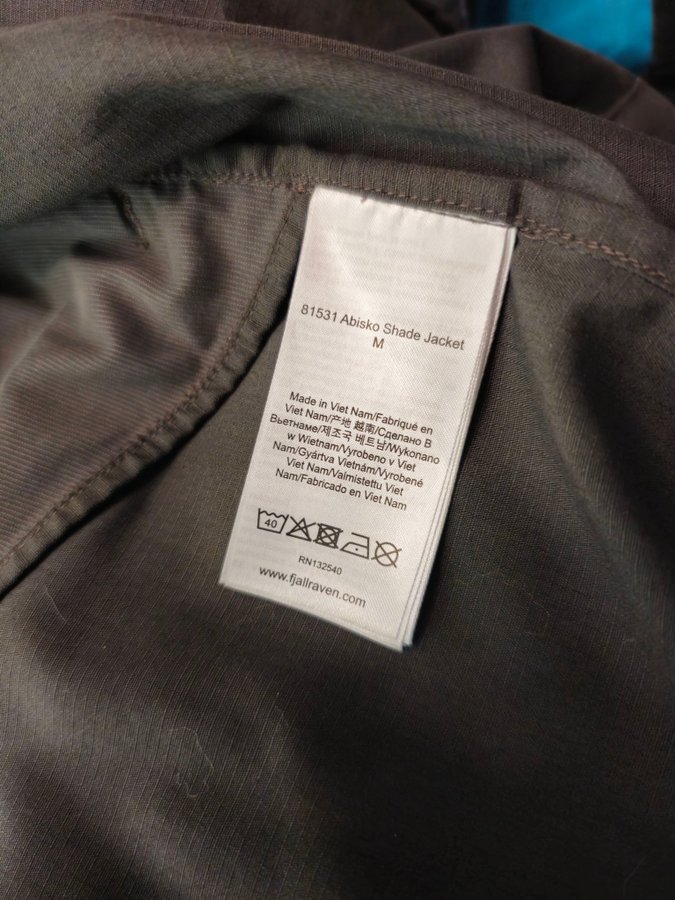 81531 Abisko Shade Jacket
M
Made in Viet Nam/Fabriqué en
Viet Nam/产地 越南/Сделано В
Вьетнаме/제조국 베트남/Wykonano
w Wietnam/Vyrobeno v Viet
Nam/Gyártva Vietnám/Vyrobené
Viet Nam/Valmistettu Viet
Nam/Fabricado en Viet Nam
40
RN132540
www.fjallraven.com